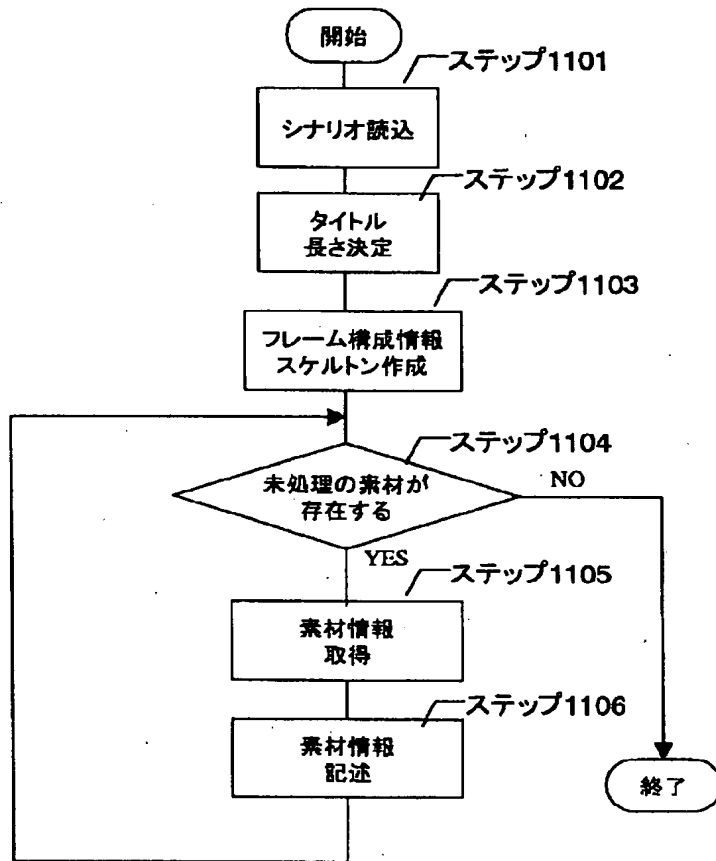 開始
ステップ1101
シナリオ読込
ステップ1102
タイトル
長さ決定
ステップ1103
フレーム構成情報
スケルトン作成
ステップ1104
未処理の素材が
存在する
NO
YES
ステップ1105
素材情報
取得
ステップ1106
素材情報
記述
終了